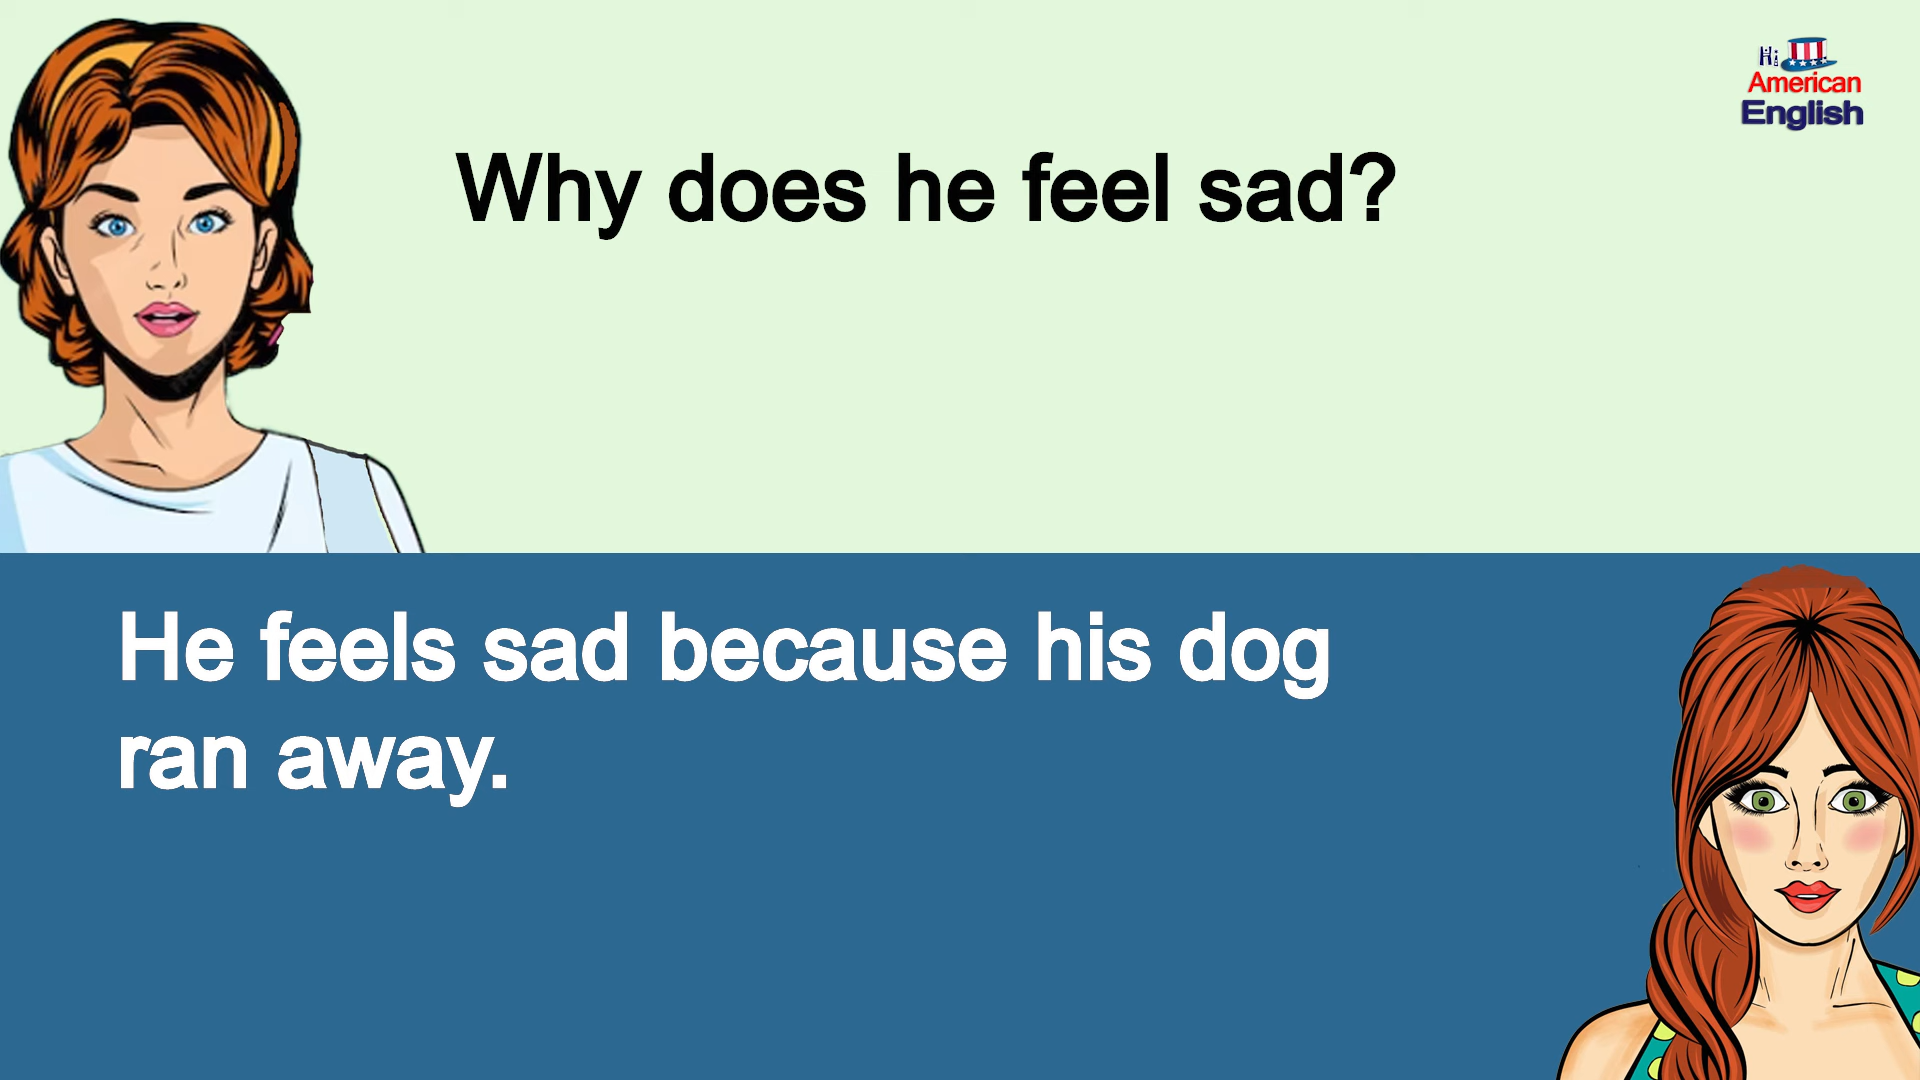 Hi
American
English
Why does he feel sad?
He feels sad because his dog
ran away.